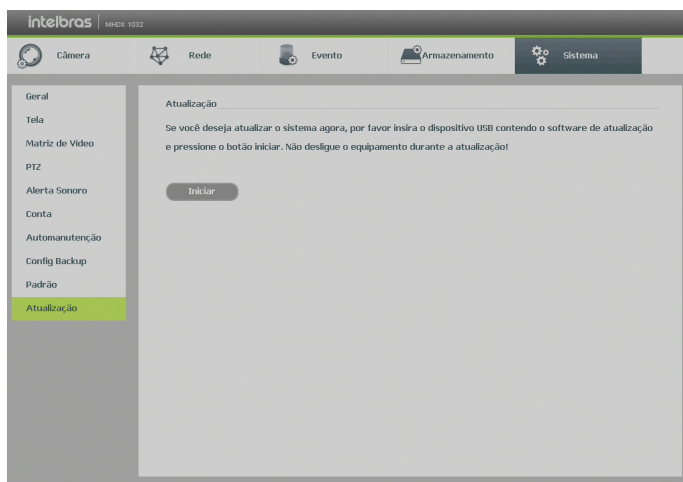 intelbras | MHDX 1032
Câmera
Rede
Evento
Armazenamento
Sistema
Geral
Tela
Matriz de Vídeo
PTZ
Alerta Sonoro
Conta
Automanutenção
Config Backup
Padrão
Atualização
Atualização
Se você deseja atualizar o sistema agora, por favor insira o dispositivo USB contendo o software de atualização
e pressione o botão iniciar. Não desligue o equipamento durante a atualização!
Iniciar